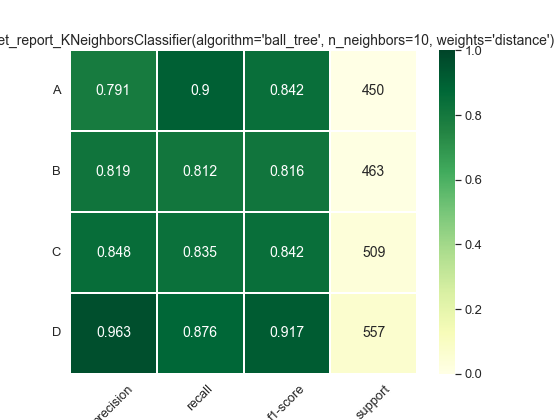 et_report_KNeighborsClassifier(algorithm='ball_tree', n_neighbors=10, weights='distance')
1.0
A 0.791 0.9 0.842 450
0.8
B 0.819 0.812 0.816 463
0.6
C 0.848 0.835 0.842 509
0.4
0.2
D 0.963 0.876 0.917 557
0.0
recision recall f1-score support